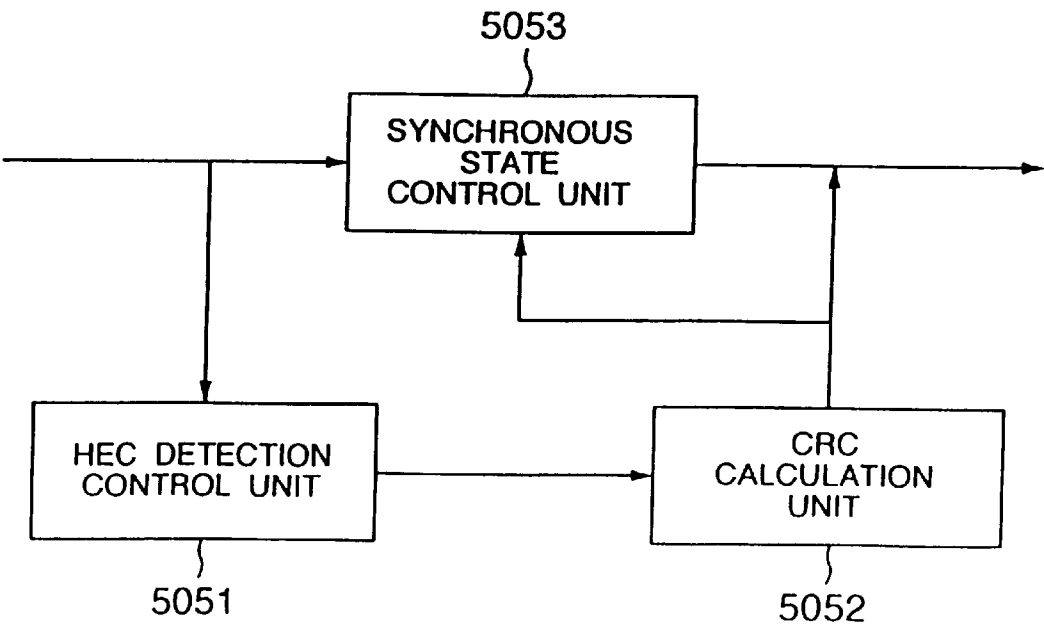 5053
SYNCHRONOUS
STATE
CONTROL UNIT
HEC DETECTION
CONTROL UNIT
5051
CRC
CALCULATION
UNIT
5052